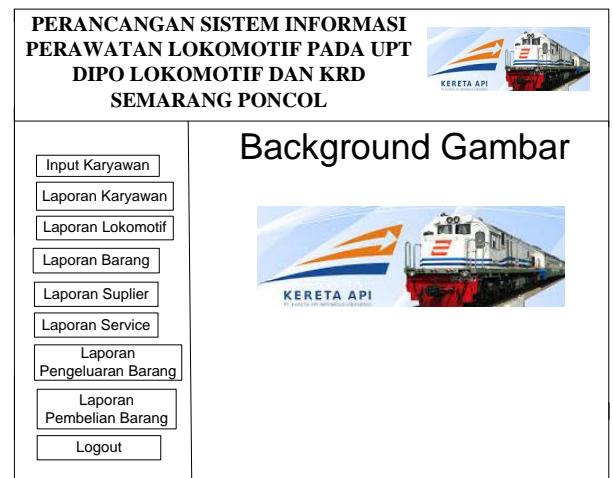 PERANCANGAN SISTEM INFORMASI
PERAWATAN LOKOMOTIF PADA UPT
DIPO LOKOMOTIF DAN KRD
SEMARANG PONCOL
KERETA API
Background Gambar
Input Karyawan
Laporan Karyawan
Laporan Lokomotif
Laporan Barang
Laporan Suplier
Laporan Service
Laporan
Pengeluaran Barang
Laporan
Pembelian Barang
Logout
KERETA API